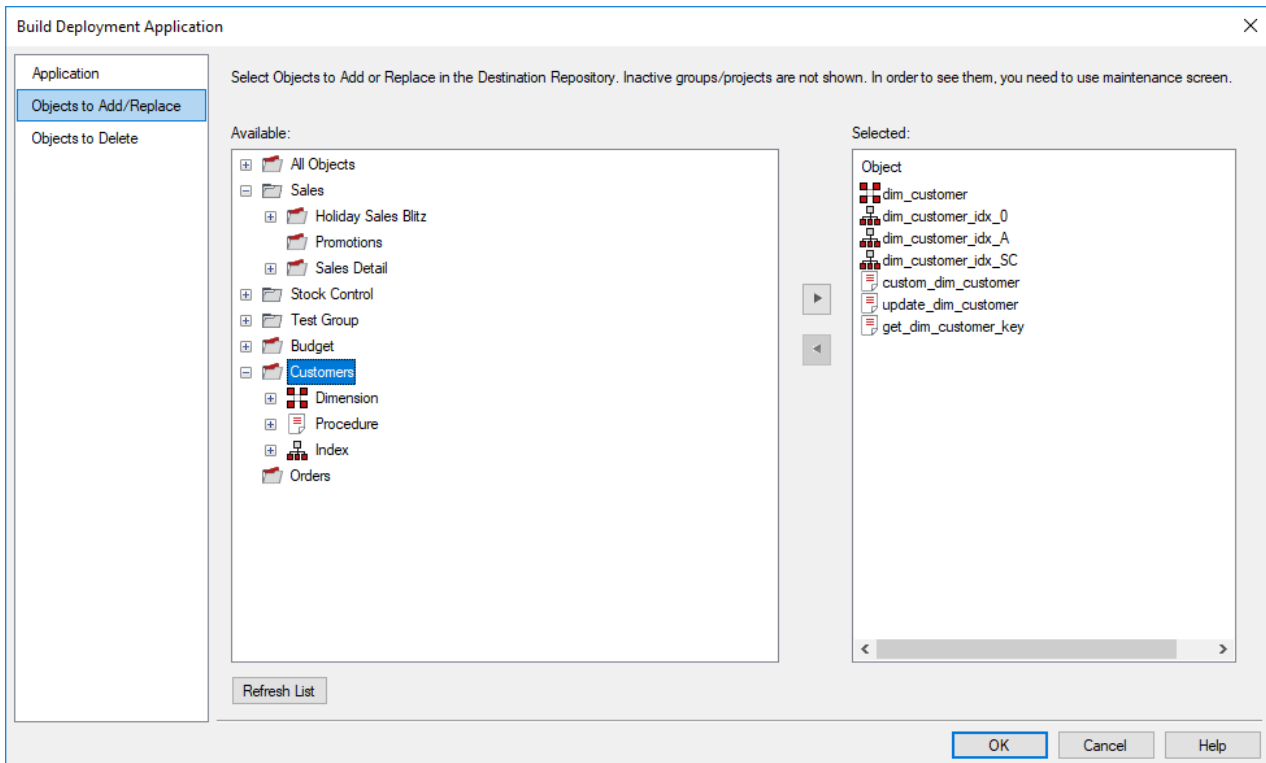 Build Deployment Application
Application
Objects to Add/Replace
Objects to Delete
Select Objects to Add or Replace in the Destination Repository. Inactive groups/projects are not shown. In order to see them, you need to use maintenance screen.
Available:
All Objects
Sales
Holiday Sales Blitz
Promotions
Sales Detail
Stock Control
Test Group
Budget
Customers
Dimension
Procedure
Index
Orders
Refresh List
Selected:
Object
dim_customer
dim_customer_idx_0
dim_customer_idx_A
dim_customer_idx_SC
custom_dim_customer
update_dim_customer
get_dim_customer_key
OK
Cancel
Help